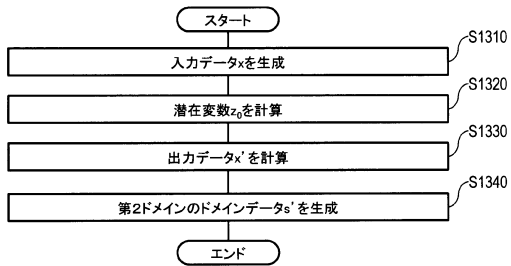 スタート
S1310
入力データxを生成
S1320
潜在変数z₀を計算
S1330
出力データx'を計算
S1340
第2ドメインのドメインデータs'を生成
エンド